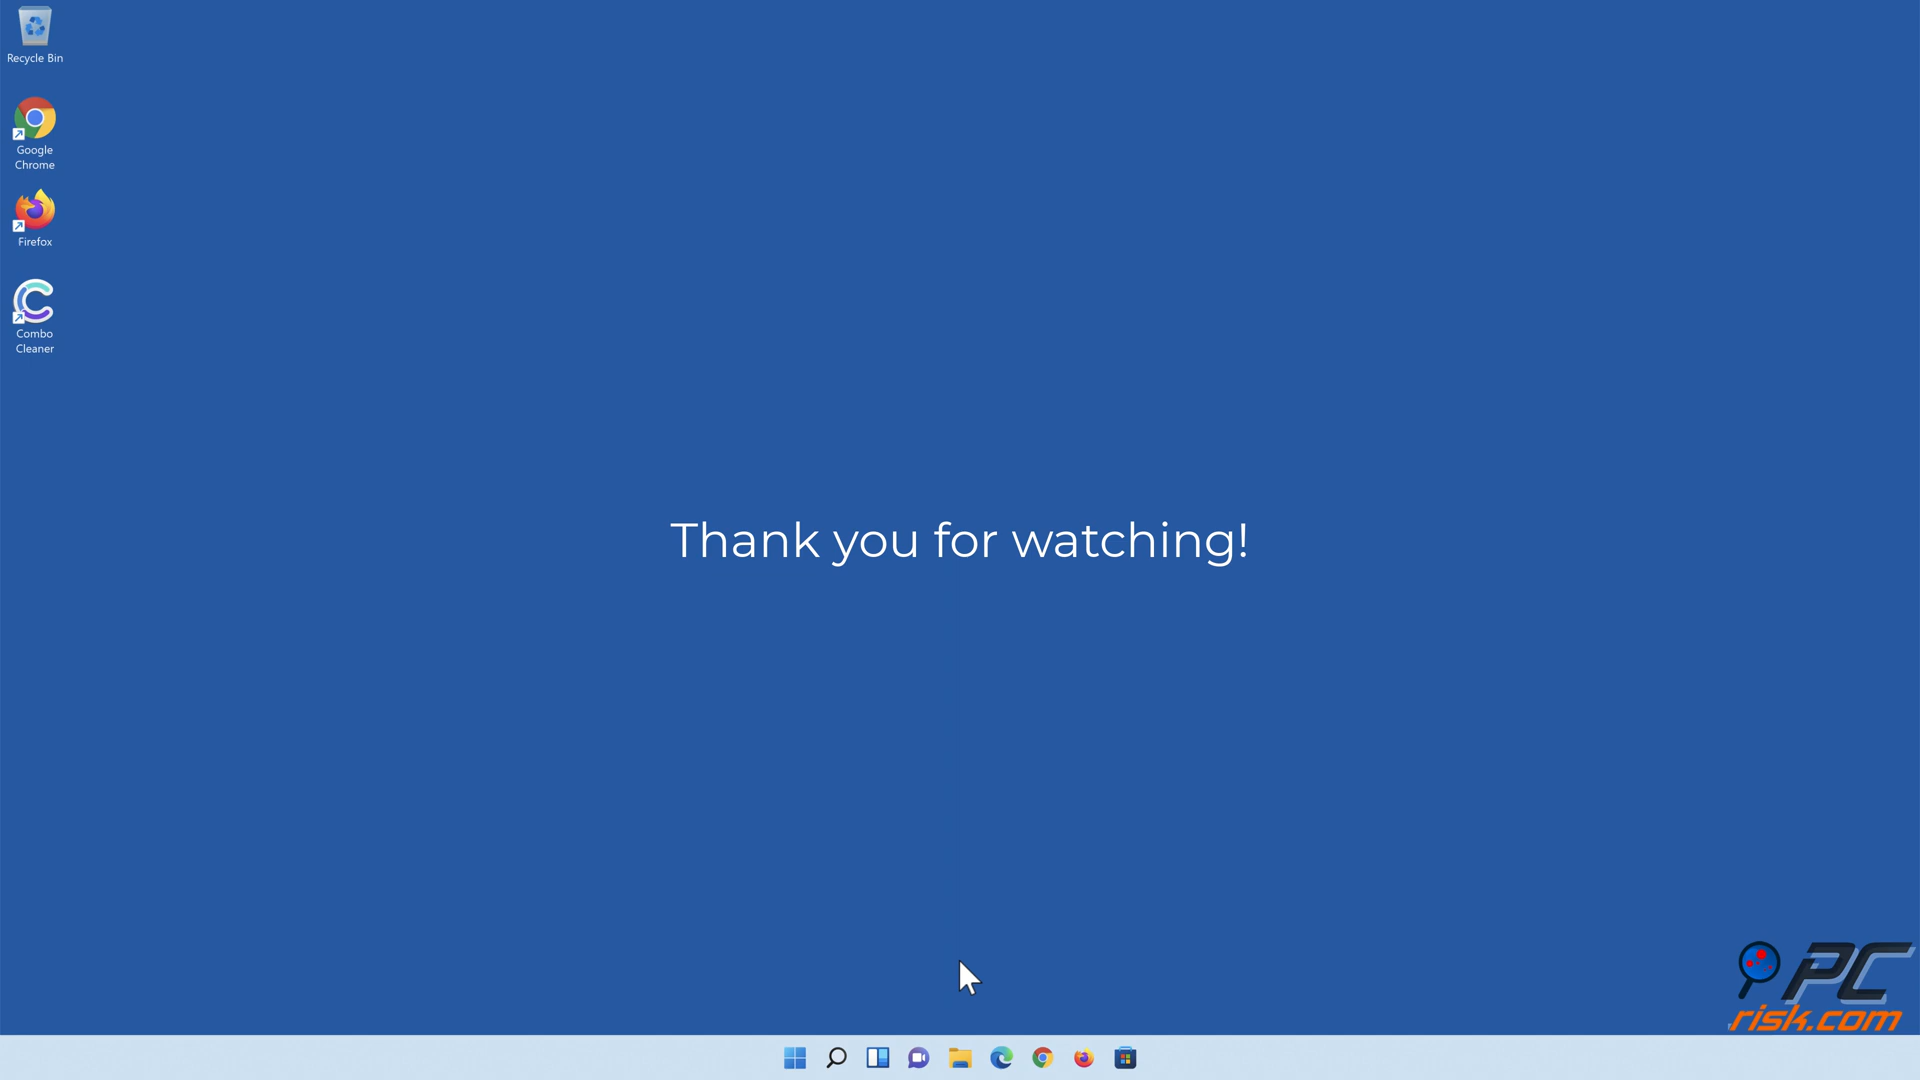 Recycle Bin
Google
Chrome
Firefox
Combo
Cleaner
Thank you for watching!
PC
risk.com